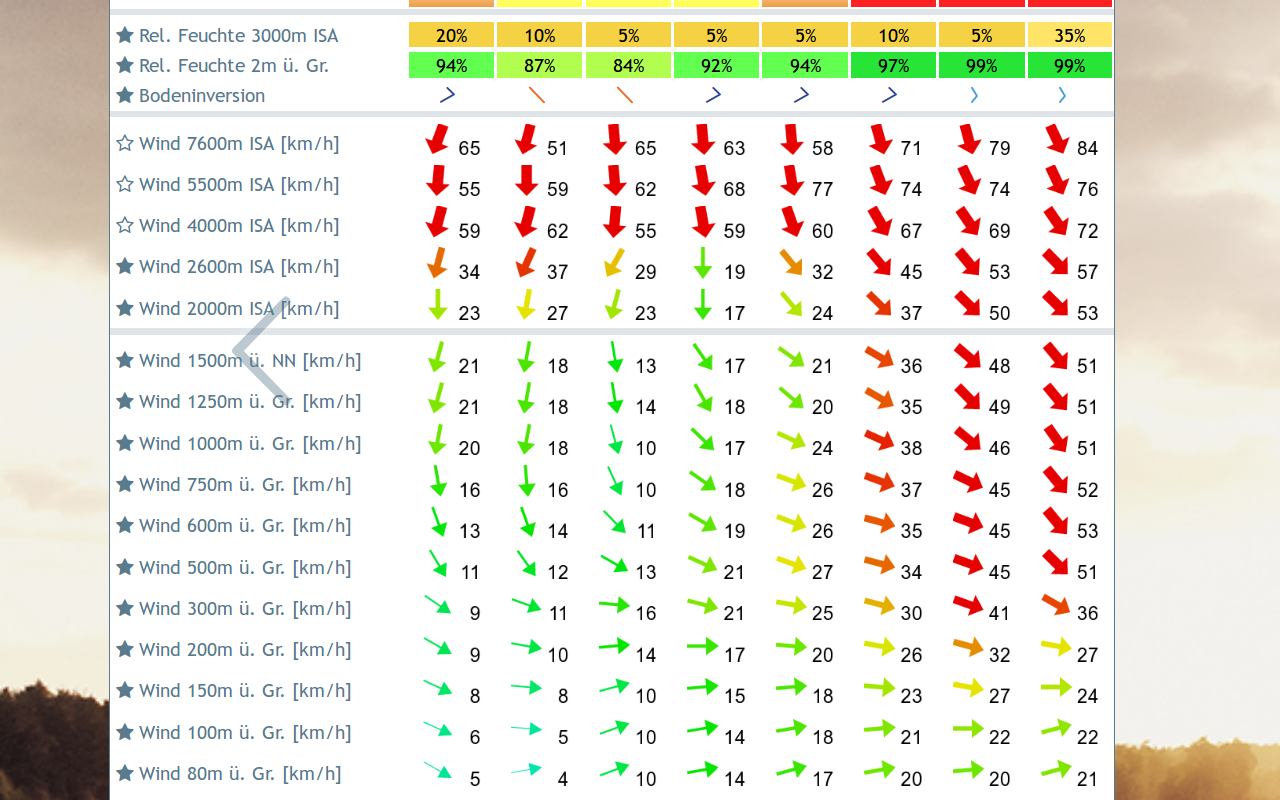 Rel. Feuchte 3000m ISA 20% 10% 5% 5% 5% 10% 5% 35%
Rel. Feuchte 2m ü. Gr. 94% 87% 84% 92% 94% 97% 99% 99%
Bodeninversion
Wind 7600m ISA [km/h] 65 51 65 63 58 71 79 84
Wind 5500m ISA [km/h] 55 59 62 68 77 74 74 76
Wind 4000m ISA [km/h] 59 62 55 59 60 67 69 72
Wind 2600m ISA [km/h] 34 37 29 19 32 45 53 57
Wind 2000m ISA [km/h] 23 27 23 17 24 37 50 53
Wind 1500m ü. NN [km/h] 21 18 13 17 21 36 48 51
Wind 1250m ü. Gr. [km/h] 21 18 14 18 20 35 49 51
Wind 1000m ü. Gr. [km/h] 20 18 10 17 24 38 46 51
Wind 750m ü. Gr. [km/h] 16 16 10 18 26 37 45 52
Wind 600m ü. Gr. [km/h] 13 14 11 19 26 35 45 53
Wind 500m ü. Gr. [km/h] 11 12 13 21 27 34 45 51
Wind 300m ü. Gr. [km/h] 9 11 16 21 25 30 41 36
Wind 200m ü. Gr. [km/h] 9 10 14 17 20 26 32 27
Wind 150m ü. Gr. [km/h] 8 8 10 15 18 23 27 24
Wind 100m ü. Gr. [km/h] 6 5 10 14 18 21 22 22
Wind 80m ü. Gr. [km/h] 5 4 10 14 17 20 20 21